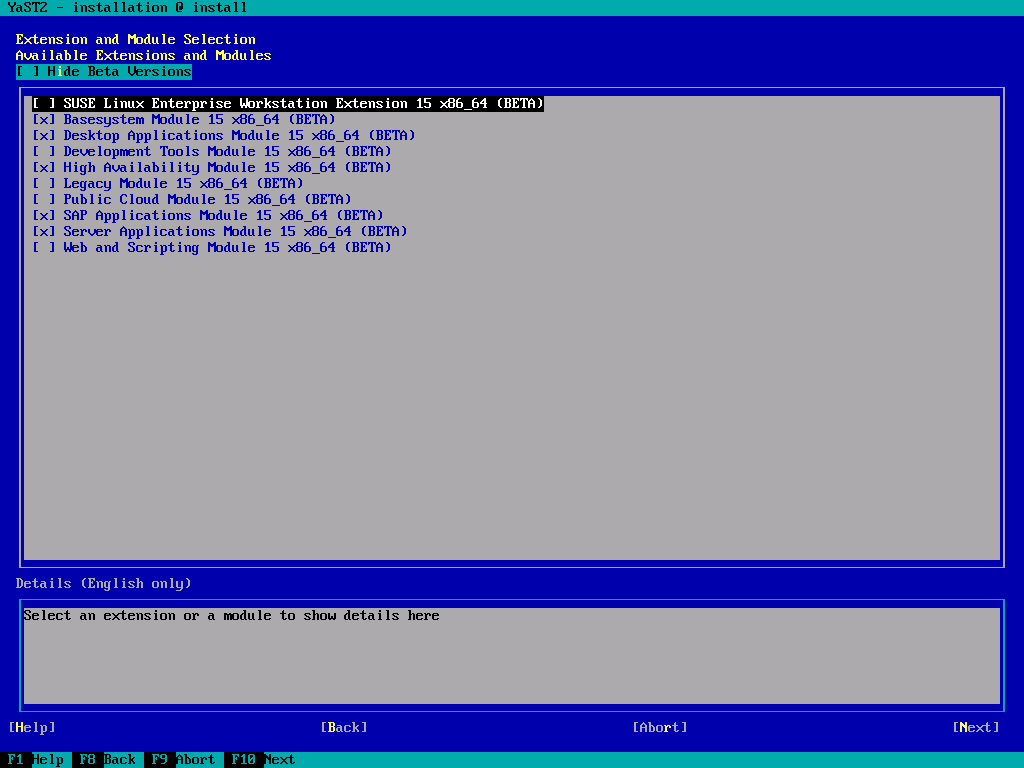 YaST2 - installation @ install
Extension and Module Selection
Available Extensions and Modules
[ ] Hide Beta Versions
[ ] SUSE Linux Enterprise Workstation Extension 15 x86_64 (BETA)
[x] Basesystem Module 15 x86_64 (BETA)
[x] Desktop Applications Module 15 x86_64 (BETA)
[ ] Development Tools Module 15 x86_64 (BETA)
[x] High Availability Module 15 x86_64 (BETA)
[ ] Legacy Module 15 x86_64 (BETA)
[ ] Public Cloud Module 15 x86_64 (BETA)
[x] SAP Applications Module 15 x86_64 (BETA)
[x] Server Applications Module 15 x86_64 (BETA)
[ ] Web and Scripting Module 15 x86_64 (BETA)
Details (English only)
Select an extension or a module to show details here
[Help] [Back] [Abort] [Next]
F1 Help F8 Back F9 Abort F10 Next